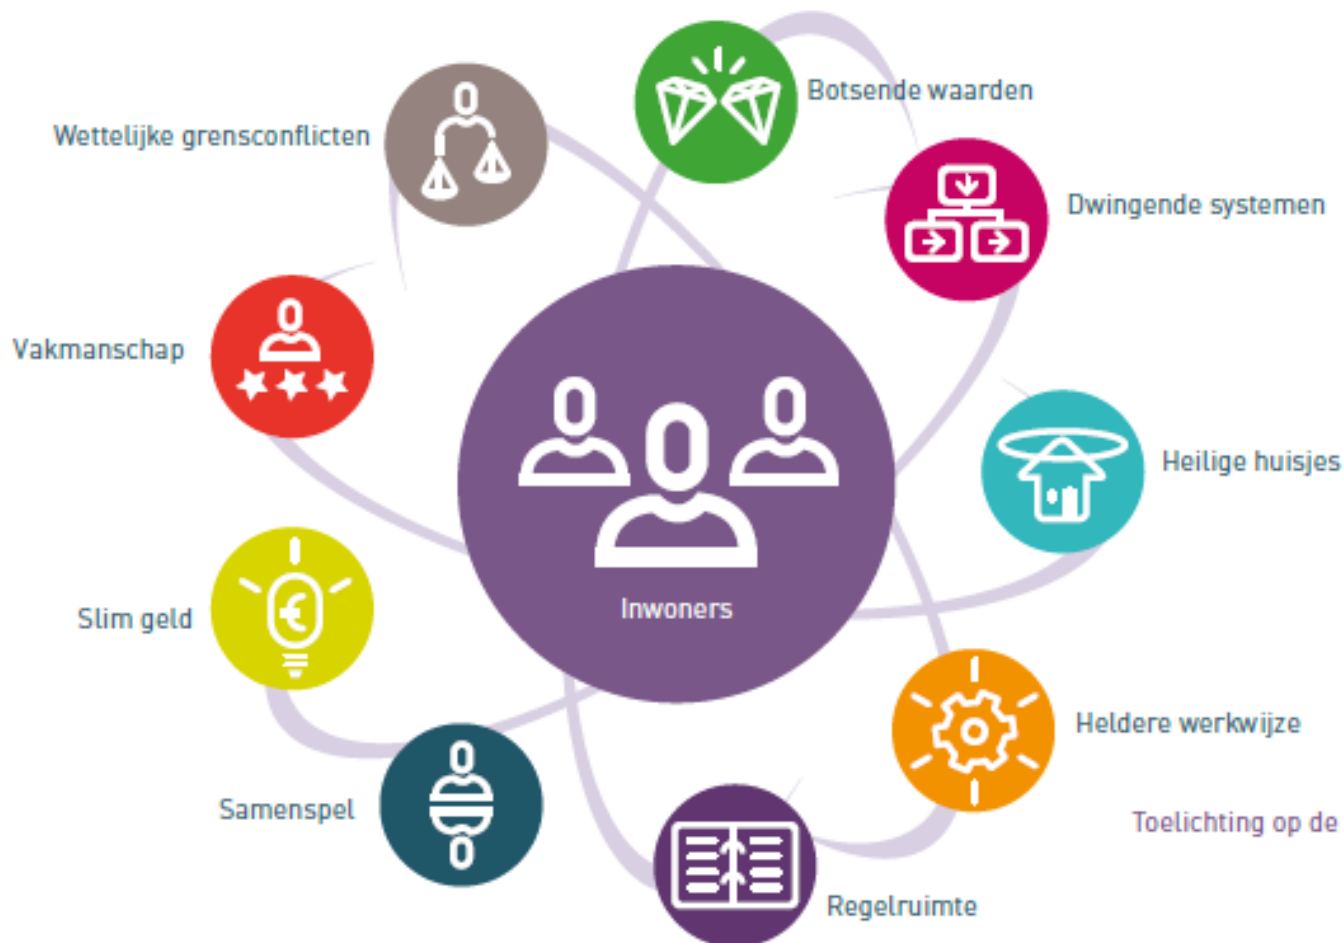 Botsende waarden
Wettelijke grensconflicten
Dwingende systemen
Vakmanschap
Heilige huisjes
Inwoners
Slim geld
Heldere werkwijze
Samenspel
Toelichting op de
Regelruimte